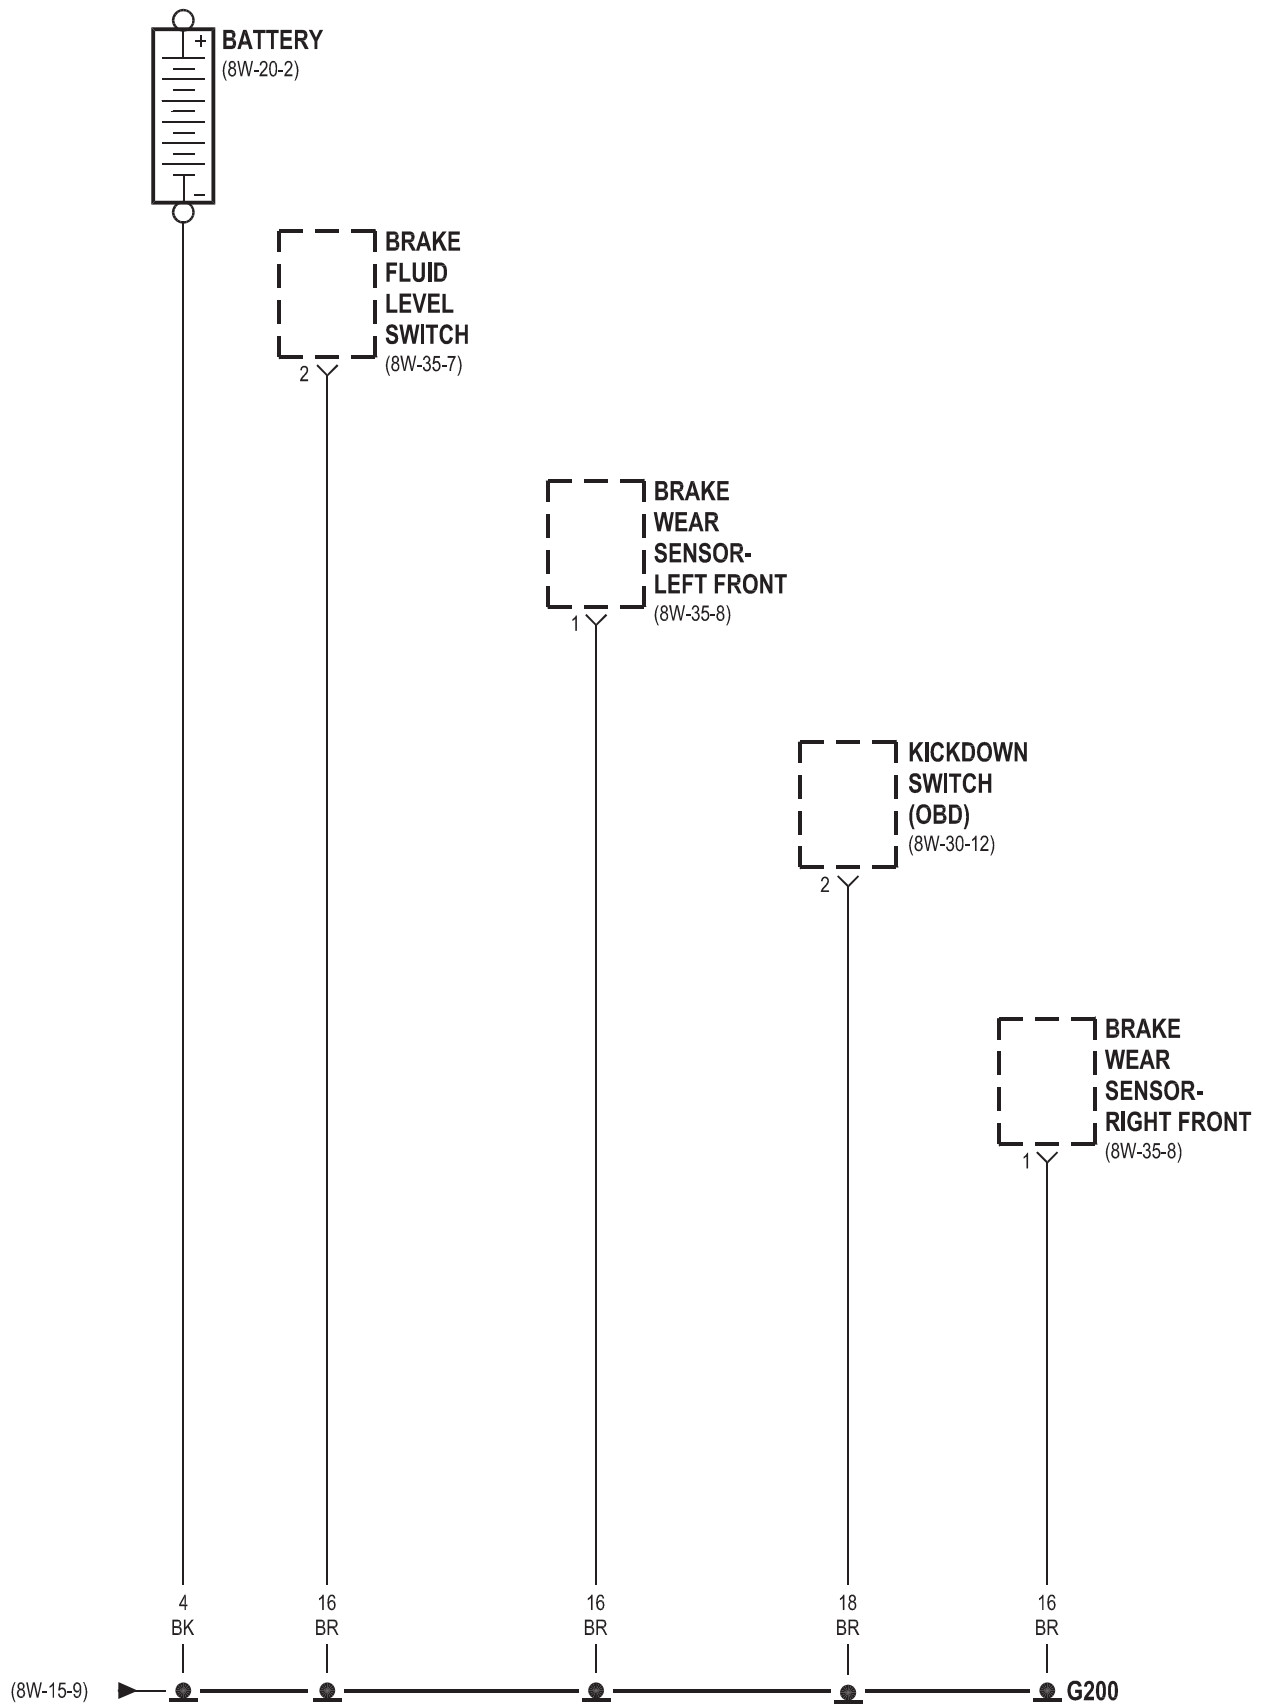 +
BATTERY
(8W-20-2)
–
BRAKE
FLUID
LEVEL
SWITCH
(8W-35-7)
2
BRAKE
WEAR
SENSOR-
LEFT FRONT
(8W-35-8)
1
KICKDOWN
SWITCH
(OBD)
(8W-30-12)
2
BRAKE
WEAR
SENSOR-
RIGHT FRONT
(8W-35-8)
1
4 16 16 18 16
BK BR BR BR BR
(8W-15-9) G200